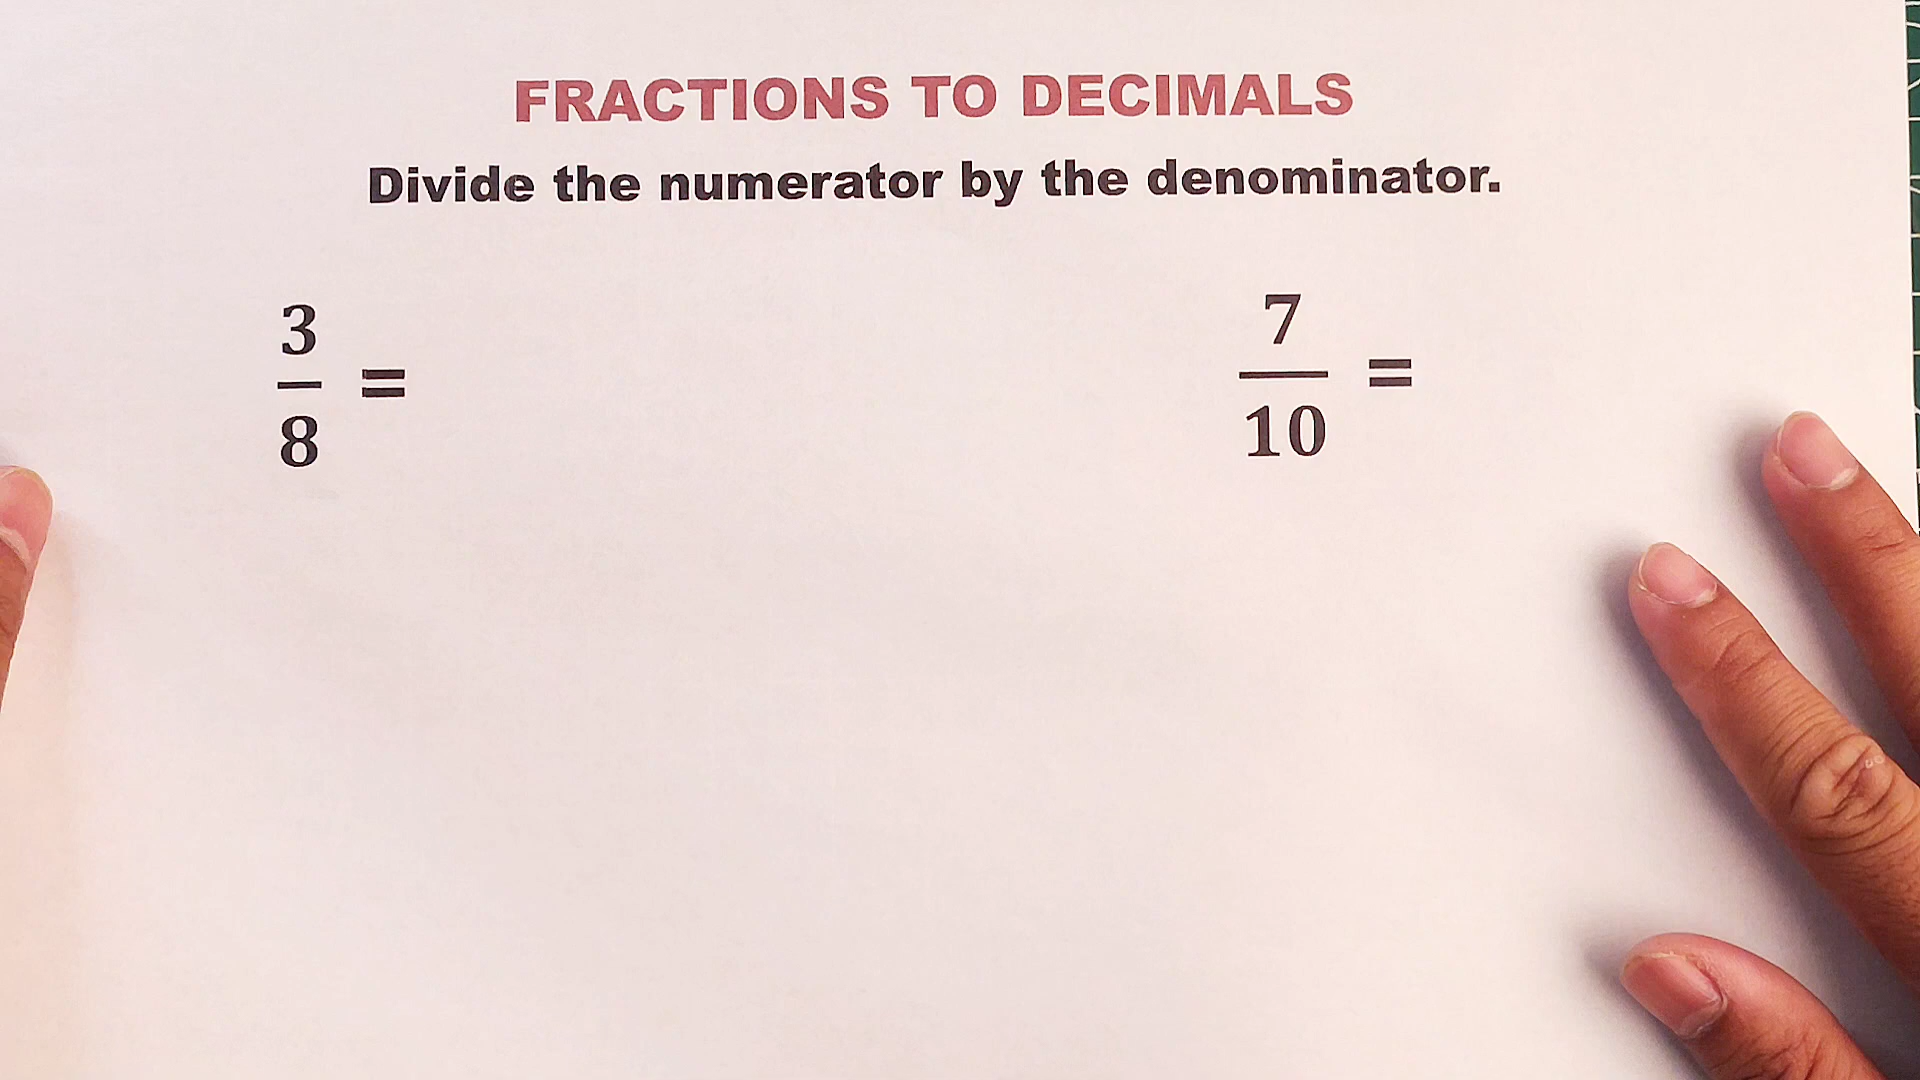 FRACTIONS TO DECIMALS
Divide the numerator by the denominator.
3/8 =
7/10 =